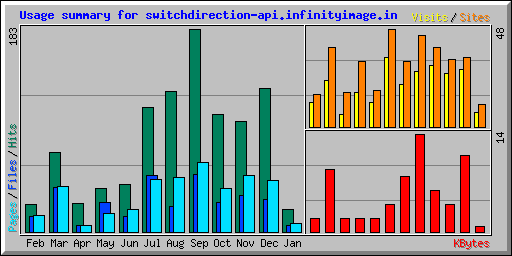 Usage summary for switchdirection-api.infinityimage.in
Visits / Sites
183
48
14
Pages / Files / Hits
Feb Mar Apr May Jun Jul Aug Sep Oct Nov Dec Jan
KBytes